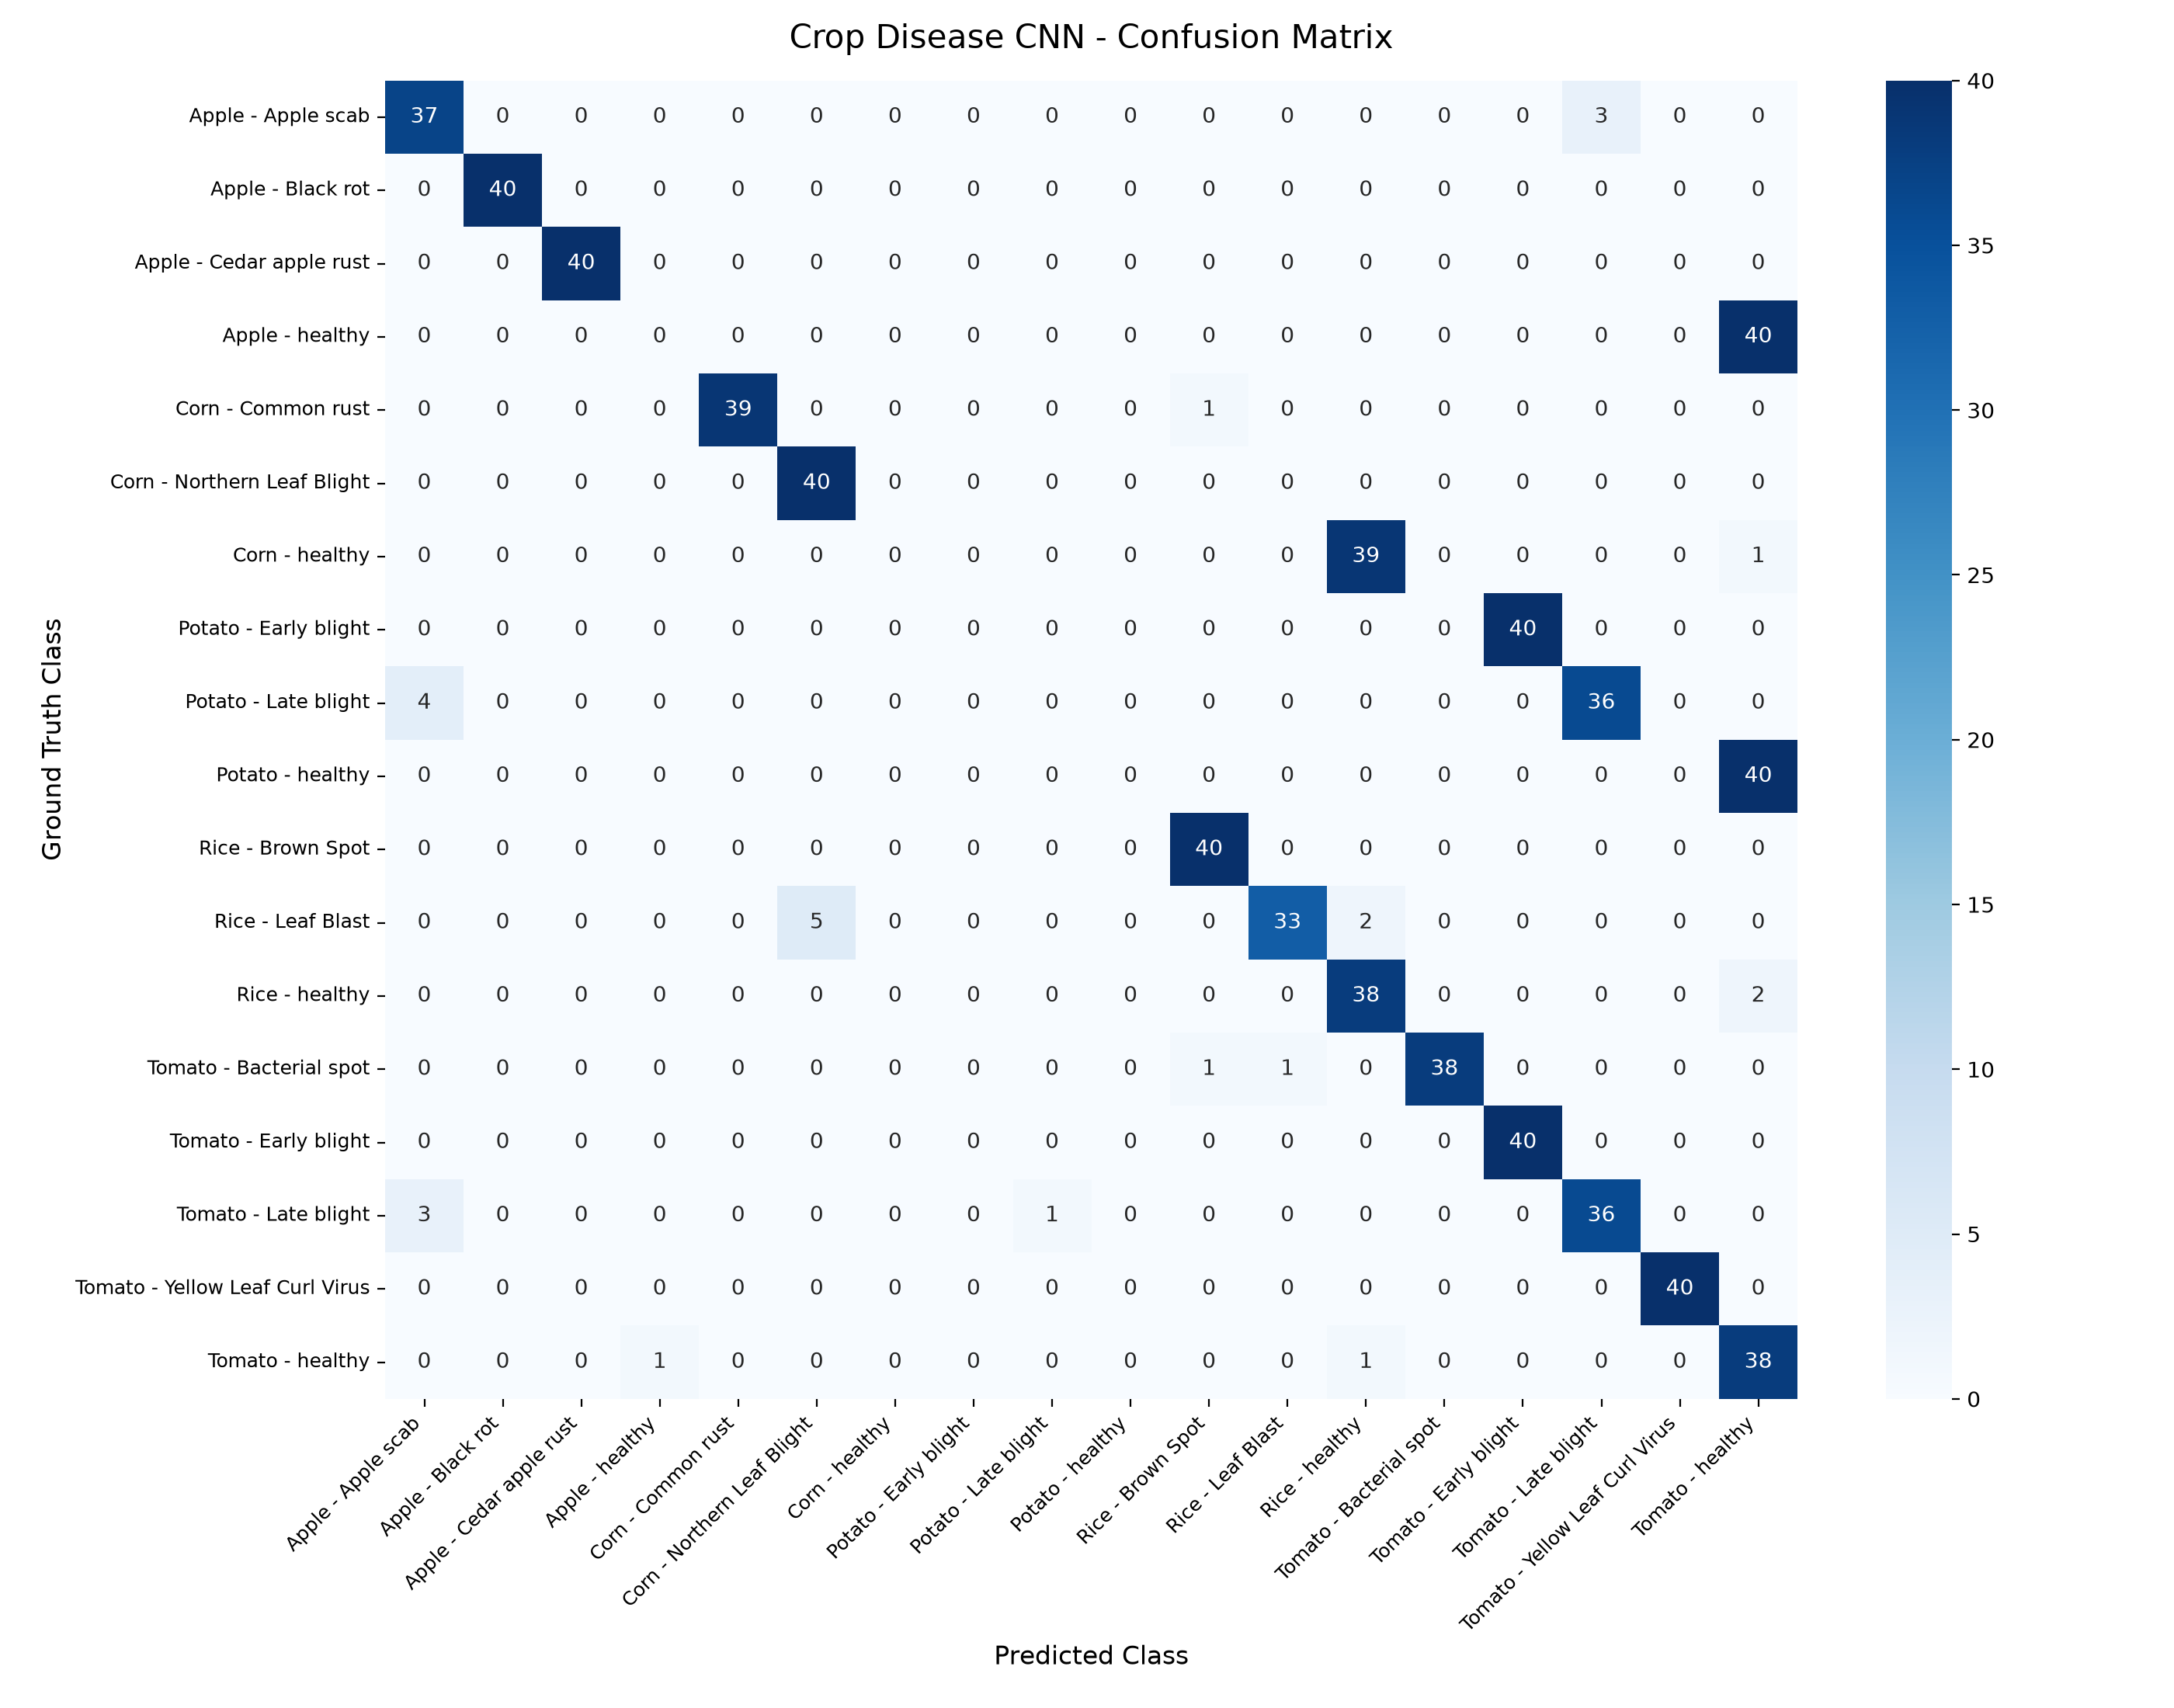 Crop Disease CNN - Confusion Matrix
Apple - Apple scab 37 0 0 0 0 0 0 0 0 0 0 0 0 0 0 3 0 0
Apple - Black rot 0 40 0 0 0 0 0 0 0 0 0 0 0 0 0 0 0 0
Apple - Cedar apple rust 0 0 40 0 0 0 0 0 0 0 0 0 0 0 0 0 0 0
Apple - healthy 0 0 0 0 0 0 0 0 0 0 0 0 0 0 0 0 0 40
Corn - Common rust 0 0 0 0 39 0 0 0 0 0 1 0 0 0 0 0 0 0
Corn - Northern Leaf Blight 0 0 0 0 0 40 0 0 0 0 0 0 0 0 0 0 0 0
Corn - healthy 0 0 0 0 0 0 0 0 0 0 0 0 39 0 0 0 0 1
Potato - Early blight 0 0 0 0 0 0 0 0 0 0 0 0 0 0 40 0 0 0
Potato - Late blight 4 0 0 0 0 0 0 0 0 0 0 0 0 0 0 36 0 0
Potato - healthy 0 0 0 0 0 0 0 0 0 0 0 0 0 0 0 0 0 40
Rice - Brown Spot 0 0 0 0 0 0 0 0 0 0 40 0 0 0 0 0 0 0
Rice - Leaf Blast 0 0 0 0 0 5 0 0 0 0 0 33 2 0 0 0 0 0
Rice - healthy 0 0 0 0 0 0 0 0 0 0 0 0 38 0 0 0 0 2
Tomato - Bacterial spot 0 0 0 0 0 0 0 0 0 0 1 1 0 38 0 0 0 0
Tomato - Early blight 0 0 0 0 0 0 0 0 0 0 0 0 0 0 40 0 0 0
Tomato - Late blight 3 0 0 0 0 0 0 0 1 0 0 0 0 0 0 36 0 0
Tomato - Yellow Leaf Curl Virus 0 0 0 0 0 0 0 0 0 0 0 0 0 0 0 0 40 0
Tomato - healthy 0 0 0 1 0 0 0 0 0 0 0 0 1 0 0 0 0 38
Ground Truth Class
Apple - Apple scab
Apple - Black rot
Apple - Cedar apple rust
Apple - healthy
Corn - Common rust
Corn - Northern Leaf Blight
Corn - healthy
Potato - Early blight
Potato - Late blight
Potato - healthy
Rice - Brown Spot
Rice - Leaf Blast
Rice - healthy
Tomato - Bacterial spot
Tomato - Early blight
Tomato - Late blight
Tomato - Yellow Leaf Curl Virus
Tomato - healthy
Predicted Class
40
35
30
25
20
15
10
5
0